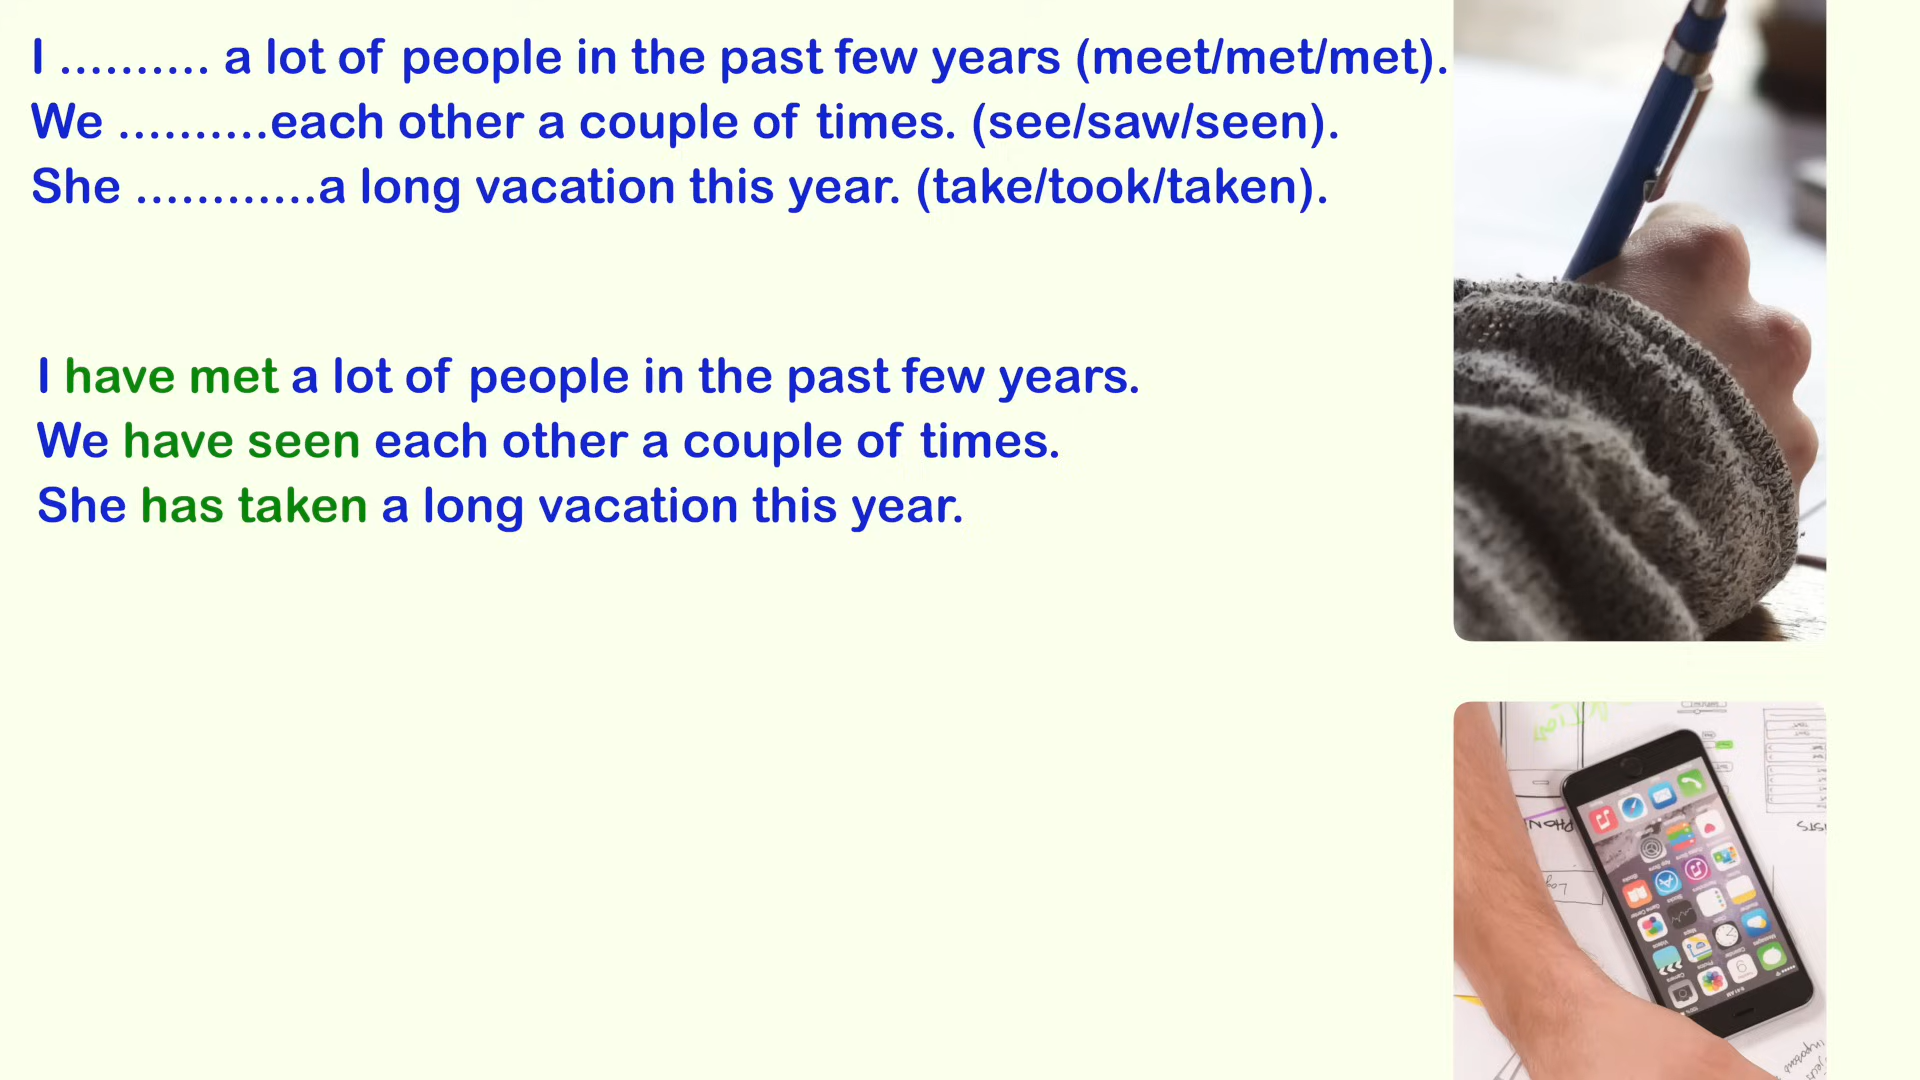 I .......... a lot of people in the past few years (meet/met/met).
We ..........each other a couple of times. (see/saw/seen).
She ............a long vacation this year. (take/took/taken).
I have met a lot of people in the past few years.
We have seen each other a couple of times.
She has taken a long vacation this year.